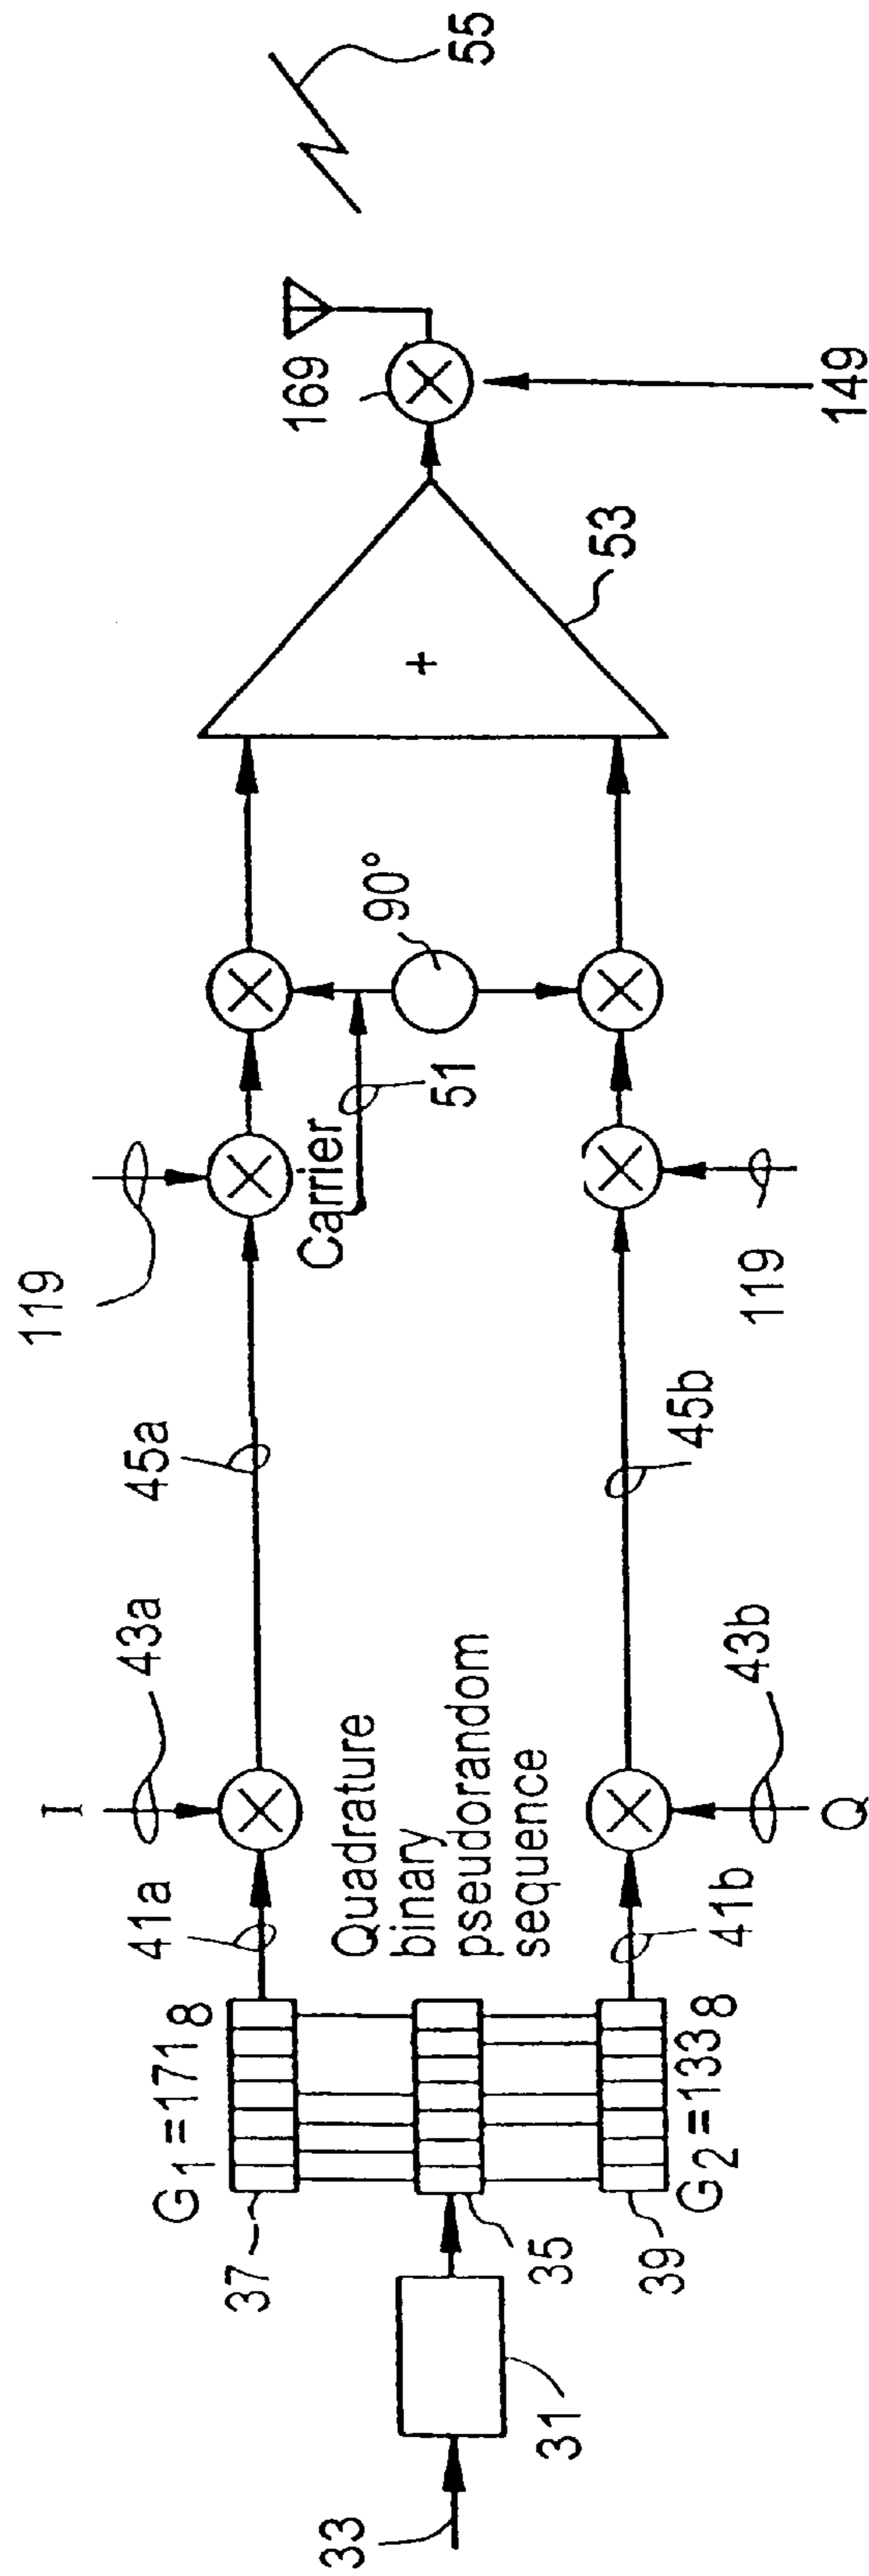 33
31
35
37
39
G1 = 1718
G2 = 1338
41a
41b
I
43a
Quadrature
binary
pseudorandom
sequence
Q
43b
45a
45b
119
119
Carrier
51
90°
+
53
169
149
55